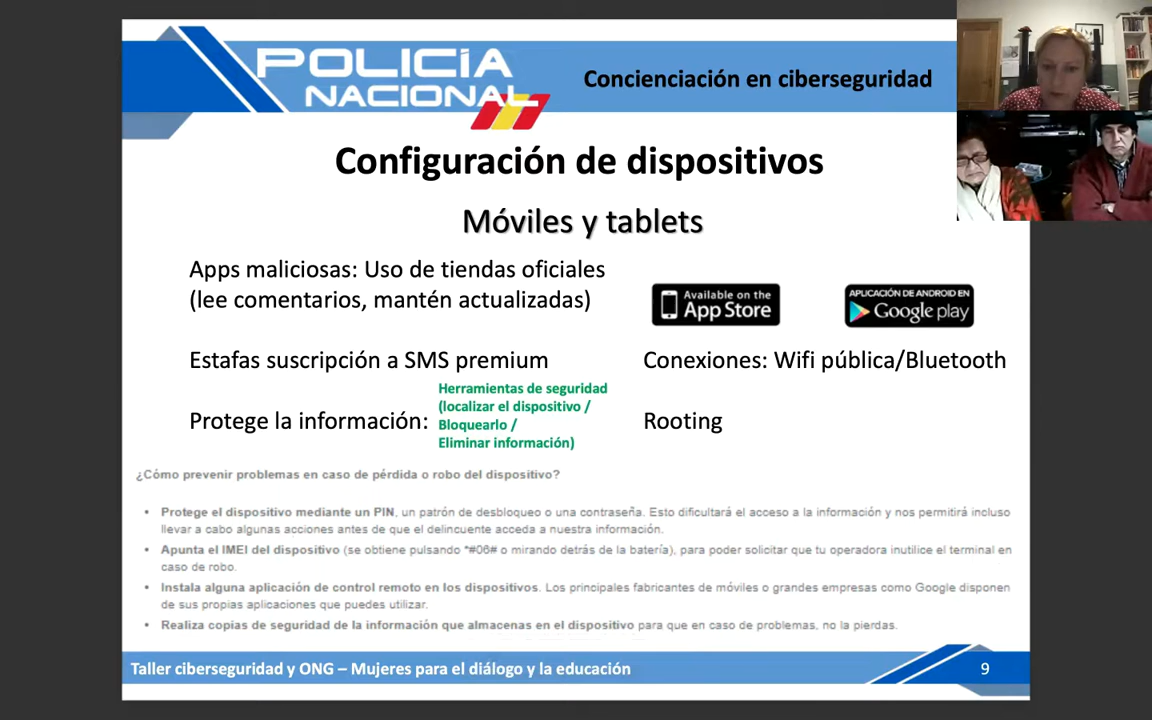 POLICÍA
NACIONAL
Concienciación en ciberseguridad
Configuración de dispositivos
Móviles y tablets
Apps maliciosas: Uso de tiendas oficiales
(lee comentarios, mantén actualizadas)
Available on the
App Store
APLICACIÓN DE ANDROID EN
Google play
Estafas suscripción a SMS premium
Conexiones: Wifi pública/Bluetooth
Protege la información:
Herramientas de seguridad
(localizar el dispositivo /
Bloquearlo /
Eliminar información)
Rooting
¿Cómo prevenir problemas en caso de pérdida o robo del dispositivo?
• Protege el dispositivo mediante un PIN, un patrón de desbloqueo o una contraseña. Esto dificultará el acceso a la información y nos permitirá incluso
llevar a cabo algunas acciones antes de que el delincuente acceda a nuestra información.
• Apunta el IMEI del dispositivo (se obtiene pulsando *#06# o mirando detrás de la batería), para poder solicitar que tu operadora inutilice el terminal en
caso de robo.
• Instala alguna aplicación de control remoto en los dispositivos. Los principales fabricantes de móviles o grandes empresas como Google disponen
de sus propias aplicaciones que puedes utilizar.
• Realiza copias de seguridad de la información que almacenas en el dispositivo para que en caso de problemas, no la pierdas.
Taller ciberseguridad y ONG – Mujeres para el diálogo y la educación
9